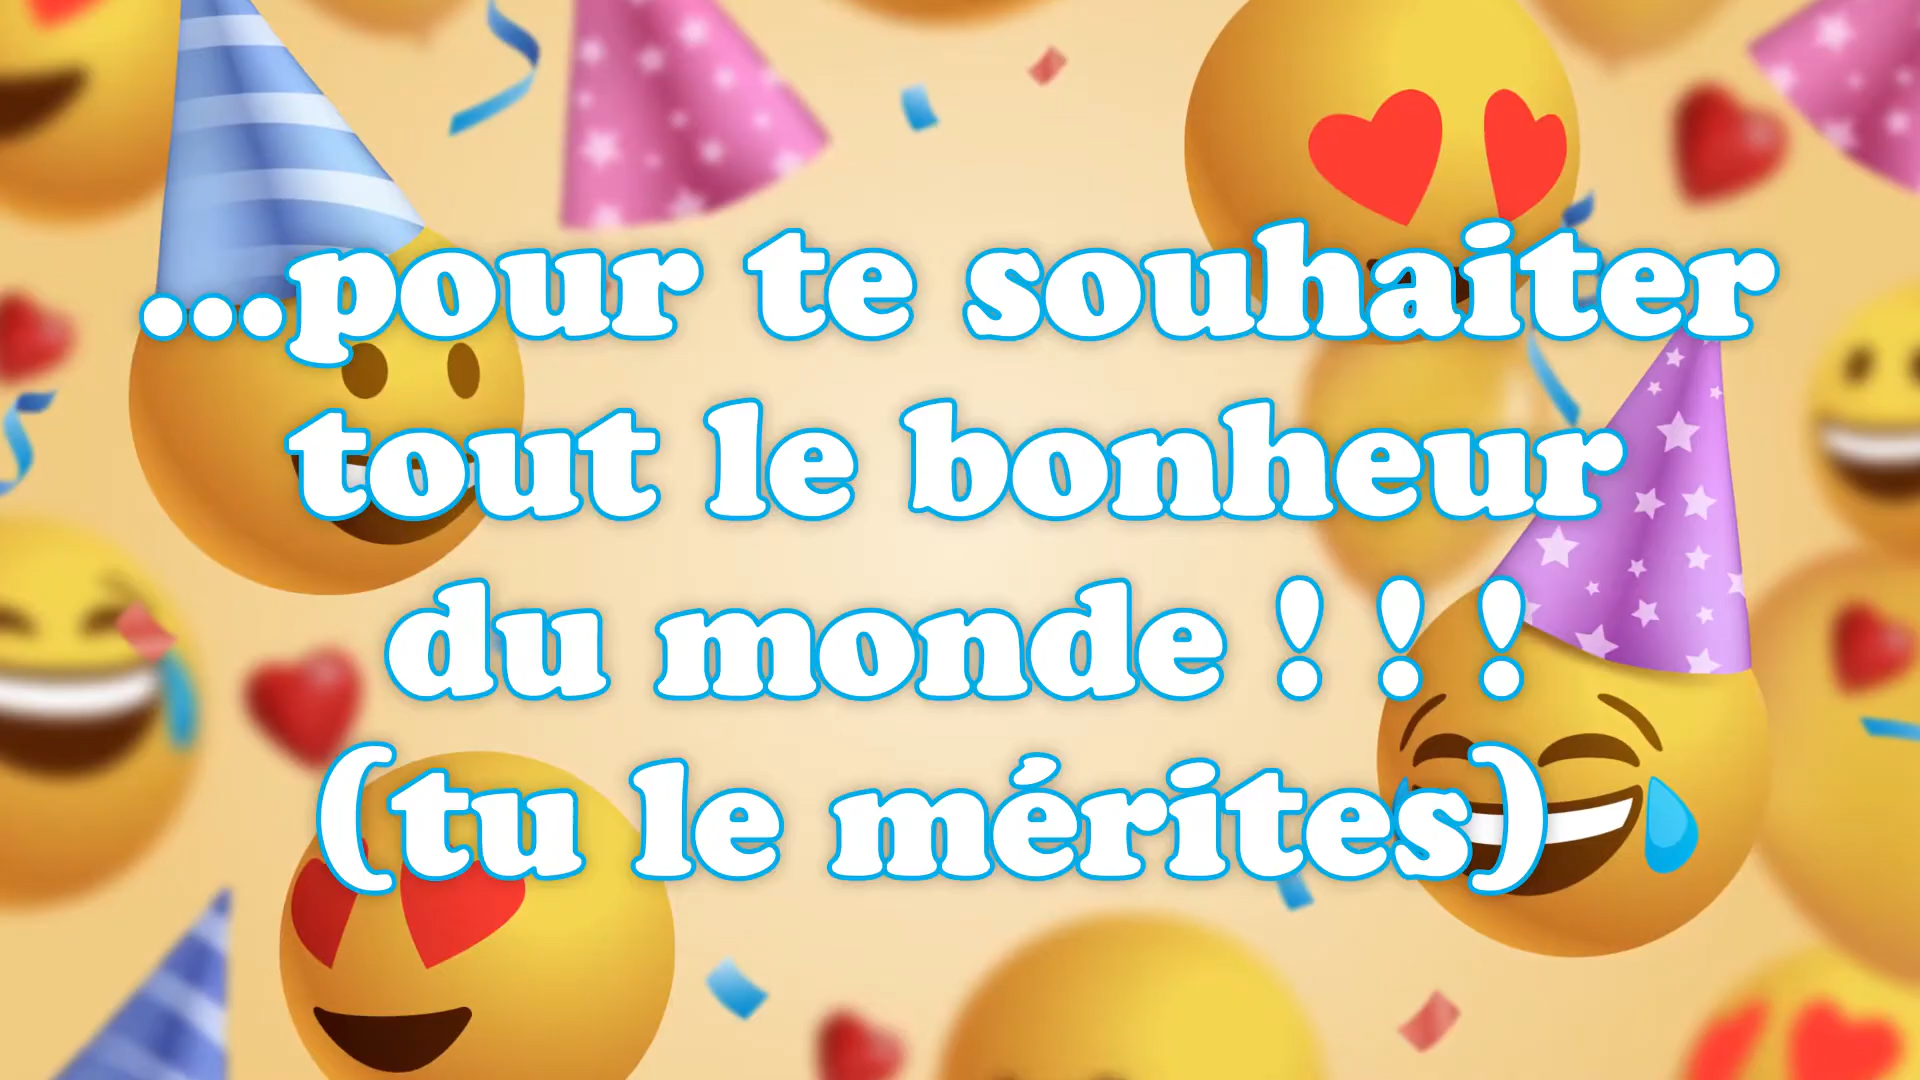 ...pour te souhaiter
tout le bonheur
du monde ! ! !
(tu le mérites)